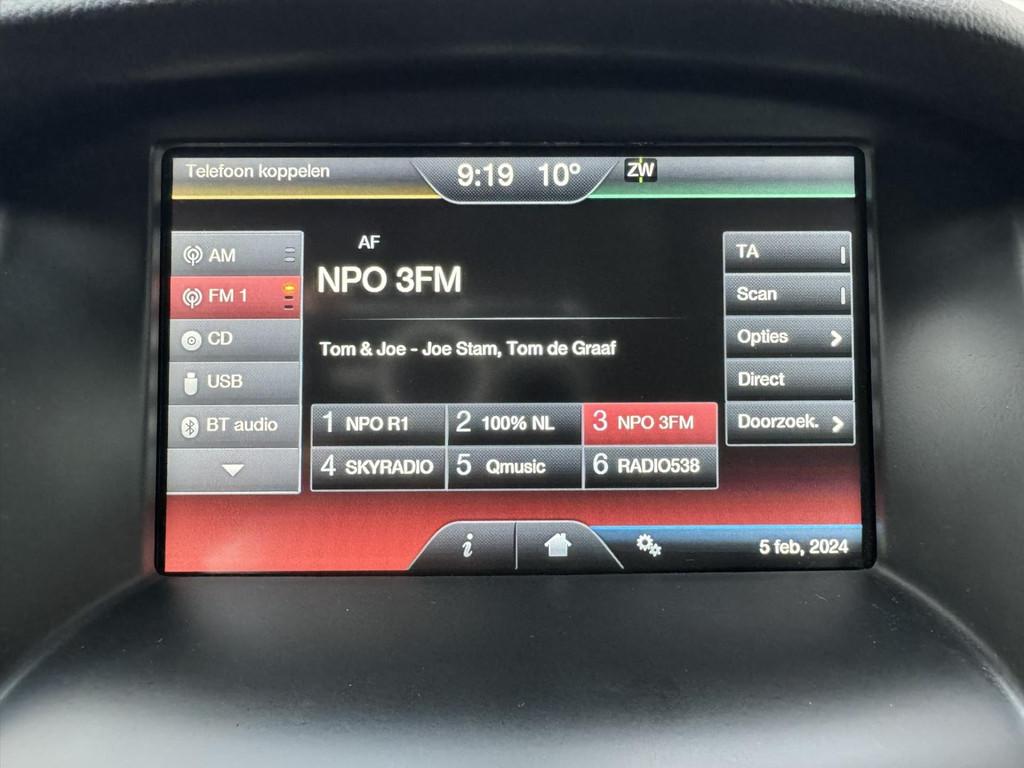 Telefoon koppelen
9:19 10°
ZW
AM
FM 1
CD
USB
BT audio
AF
NPO 3FM
Tom & Joe - Joe Stam, Tom de Graaf
1 NPO R1
2 100% NL
3 NPO 3FM
4 SKYRADIO
5 Qmusic
6 RADIO538
TA
Scan
Opties
Direct
Doorzoek.
i
5 feb, 2024